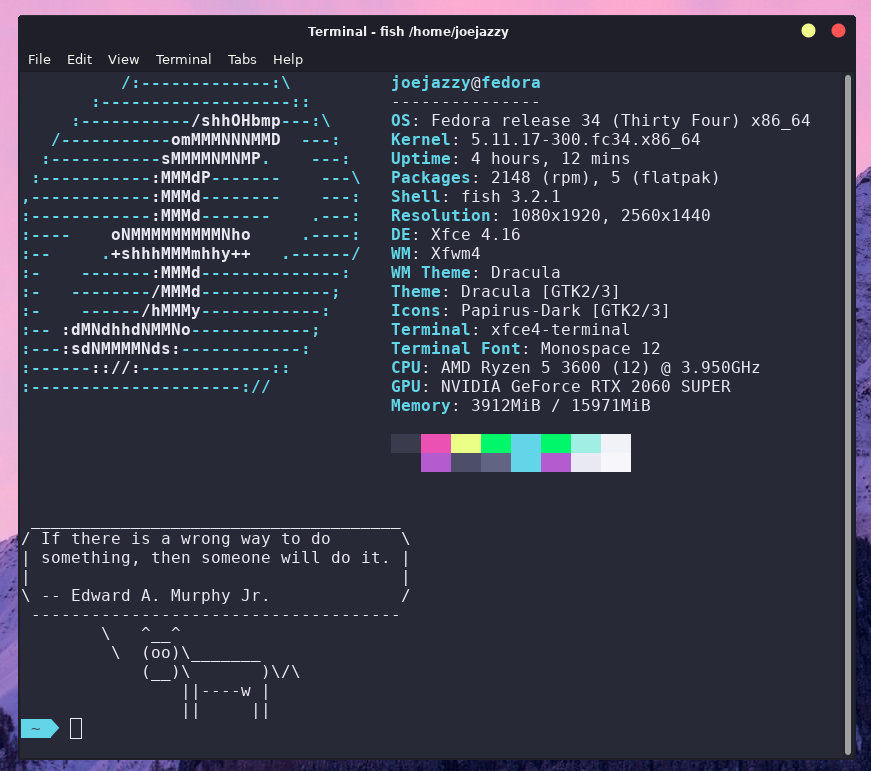 Terminal - fish /home/joejazzy
File Edit View Terminal Tabs Help
           /:-------------:\          joejazzy@fedora
        :-------------------::        ---------------
      :-----------/shhOHbmp---:\      OS: Fedora release 34 (Thirty Four) x86_64
    /-----------omMMMNNNMMD  ---:     Kernel: 5.11.17-300.fc34.x86_64
   :-----------sMMMMNMNMP.    ---:    Uptime: 4 hours, 12 mins
  :-----------:MMMdP-------    ---\   Packages: 2148 (rpm), 5 (flatpak)
 ,------------:MMMd--------    ---:   Shell: fish 3.2.1
 :------------:MMMd-------    .---:   Resolution: 1080x1920, 2560x1440
 :----    oNMMMMMMMMMNho     .----:   DE: Xfce 4.16
 :--     .+shhhMMMmhhy++   .------/   WM: Xfwm4
 :-    -------:MMMd--------------:    WM Theme: Dracula
 :-   --------/MMMd-------------;     Theme: Dracula [GTK2/3]
 :-    ------/hMMMy------------:      Icons: Papirus-Dark [GTK2/3]
 :-- :dMNdhhdNMMNo------------;       Terminal: xfce4-terminal
 :---:sdNMMMMNds:------------:        Terminal Font: Monospace 12
 :------:://:-------------::          CPU: AMD Ryzen 5 3600 (12) @ 3.950GHz
 :---------------------://            GPU: NVIDIA GeForce RTX 2060 SUPER
                                      Memory: 3912MiB / 15971MiB
 _____________________________________
/ If there is a wrong way to do       \
| something, then someone will do it. |
|                                     |
\ -- Edward A. Murphy Jr.             /
 -------------------------------------
        \   ^__^
         \  (oo)\_______
            (__)\       )\/\
                ||----w |
                ||     ||
~